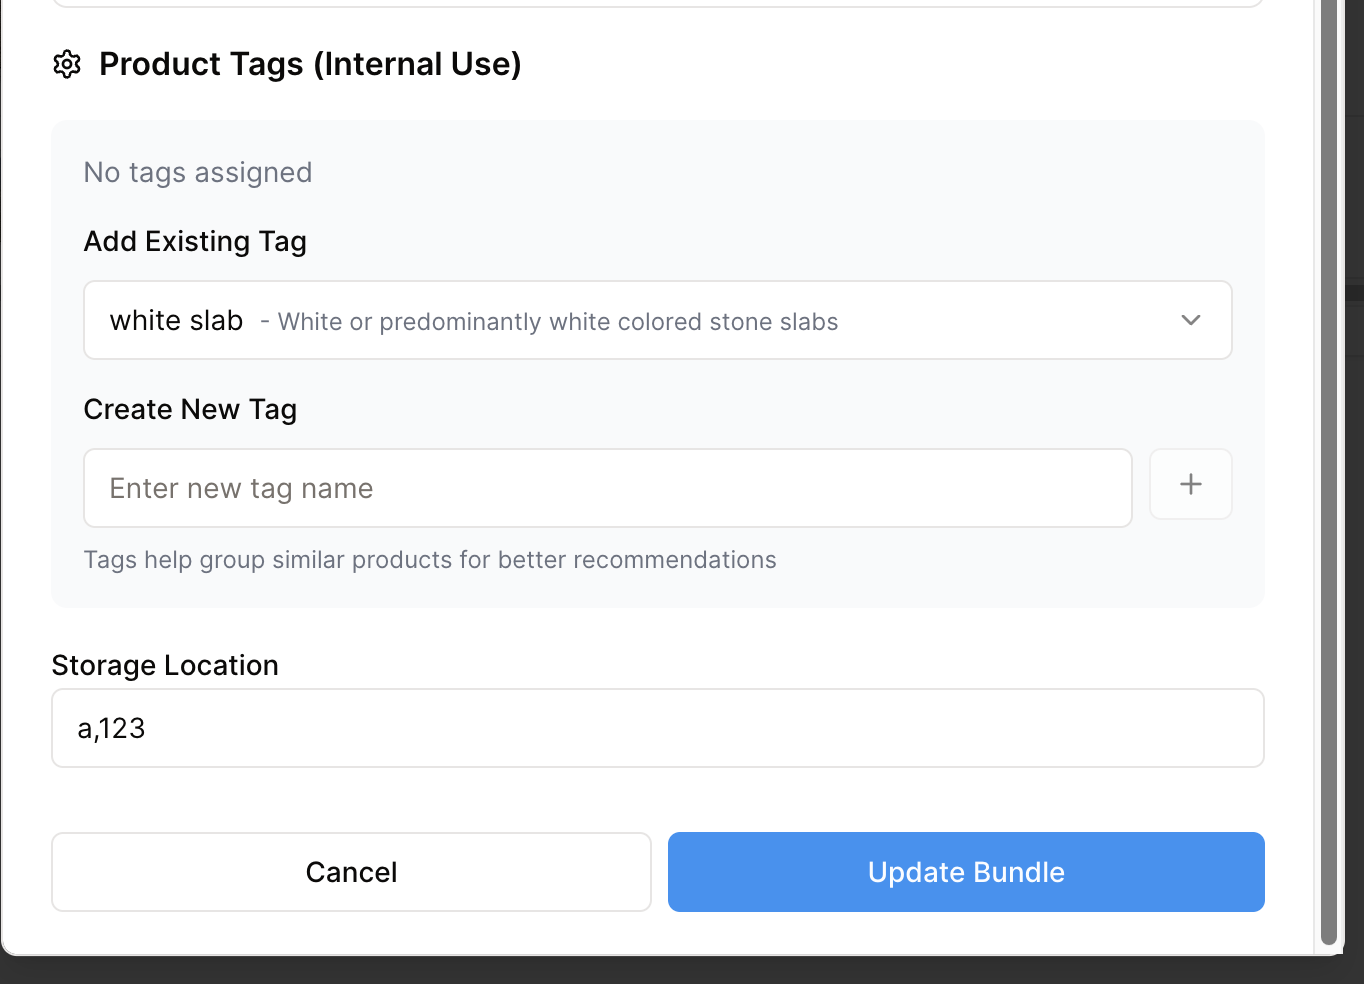 Product Tags (Internal Use)
No tags assigned
Add Existing Tag
white slab - White or predominantly white colored stone slabs
Create New Tag
Enter new tag name
Tags help group similar products for better recommendations
Storage Location
a,123
Cancel
Update Bundle